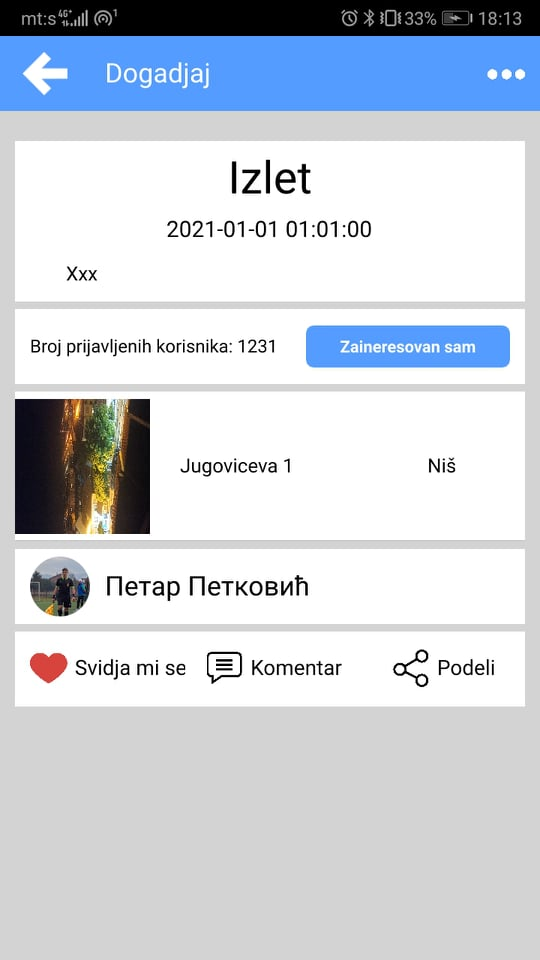 mt:s 4G+ 1 33% 18:13
Dogadjaj
Izlet
2021-01-01 01:01:00
Xxx
Broj prijavljenih korisnika: 1231 Zaineresovan sam
Jugoviceva 1 Niš
Петар Петковић
Svidja mi se Komentar Podeli